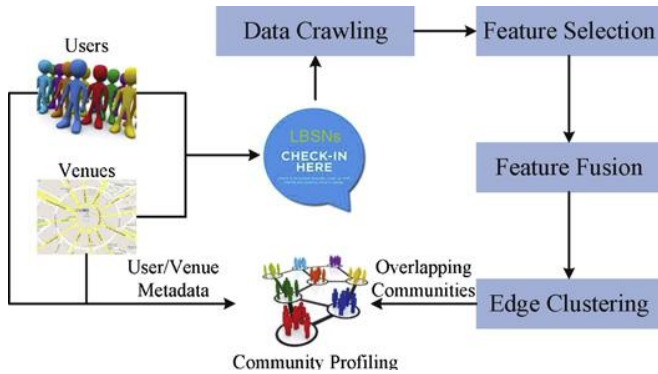 Users
Data Crawling
Feature Selection
LBSNs
CHECK-IN
HERE
Venues
Feature Fusion
User/Venue
Metadata
Overlapping
Communities
Edge Clustering
Community Profiling